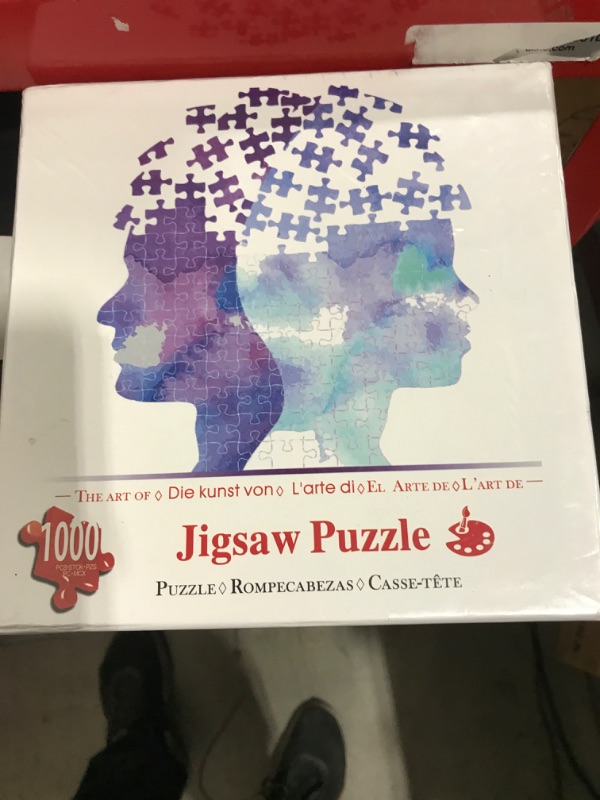 THE ART OF ◊ Die kunst von ◊ L'arte di ◊ EL ARTE DE ◊ L'ART DE
1000
Jigsaw Puzzle
PUZZLE ◊ ROMPECABEZAS ◊ CASSE-TÊTE